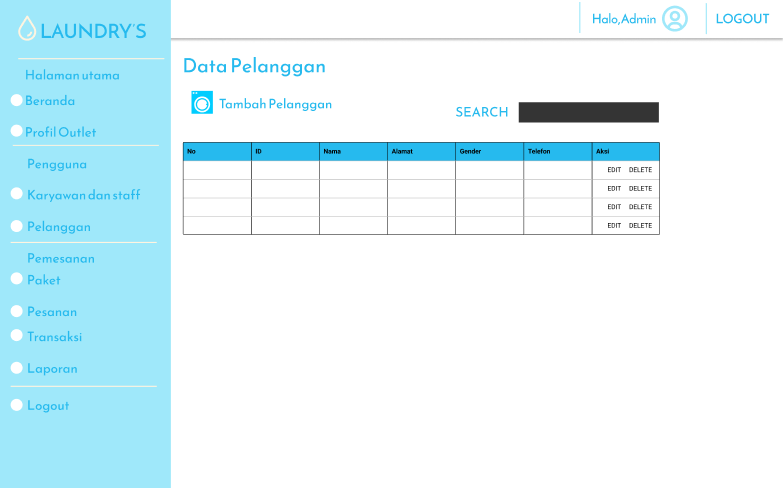 LAUNDRY'S
Halaman utama
Beranda
Profil Outlet
Pengguna
Karyawan dan staff
Pelanggan
Pemesanan
Paket
Pesanan
Transaksi
Laporan
Logout
Halo,Admin
LOGOUT
Data Pelanggan
Tambah Pelanggan
SEARCH
No ID Nama Alamat Gender Telefon Aksi
EDIT DELETE
EDIT DELETE
EDIT DELETE
EDIT DELETE